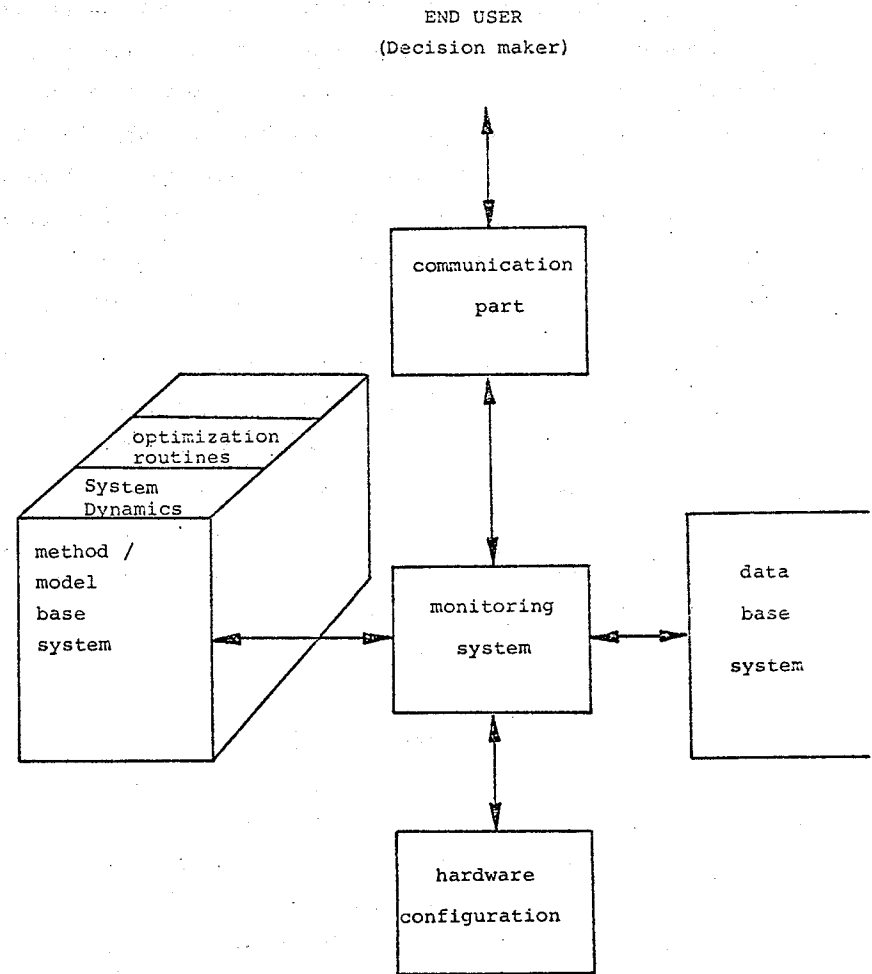 END USER
(Decision maker)
communication
part
optimization
routines
System
Dynamics
method /
model
base
system
monitoring
system
data
base
system
hardware
configuration